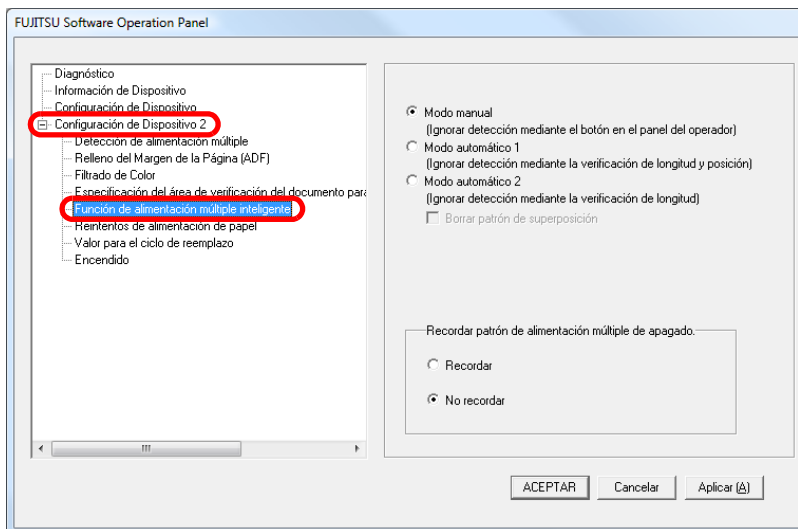 FUJITSU Software Operation Panel
Diagnóstico
Información de Dispositivo
Configuración de Dispositivo
Configuración de Dispositivo 2
Detección de alimentación múltiple
Relleno del Margen de la Página (ADF)
Filtrado de Color
Especificación del área de verificación del documento para
Función de alimentación múltiple inteligente
Reintentos de alimentación de papel
Valor para el ciclo de reemplazo
Encendido
Modo manual
(Ignorar detección mediante el botón en el panel del operador)
Modo automático 1
(Ignorar detección mediante la verificación de longitud y posición)
Modo automático 2
(Ignorar detección mediante la verificación de longitud)
Borrar patrón de superposición
Recordar patrón de alimentación múltiple de apagado.
Recordar
No recordar
ACEPTAR
Cancelar
Aplicar (A)